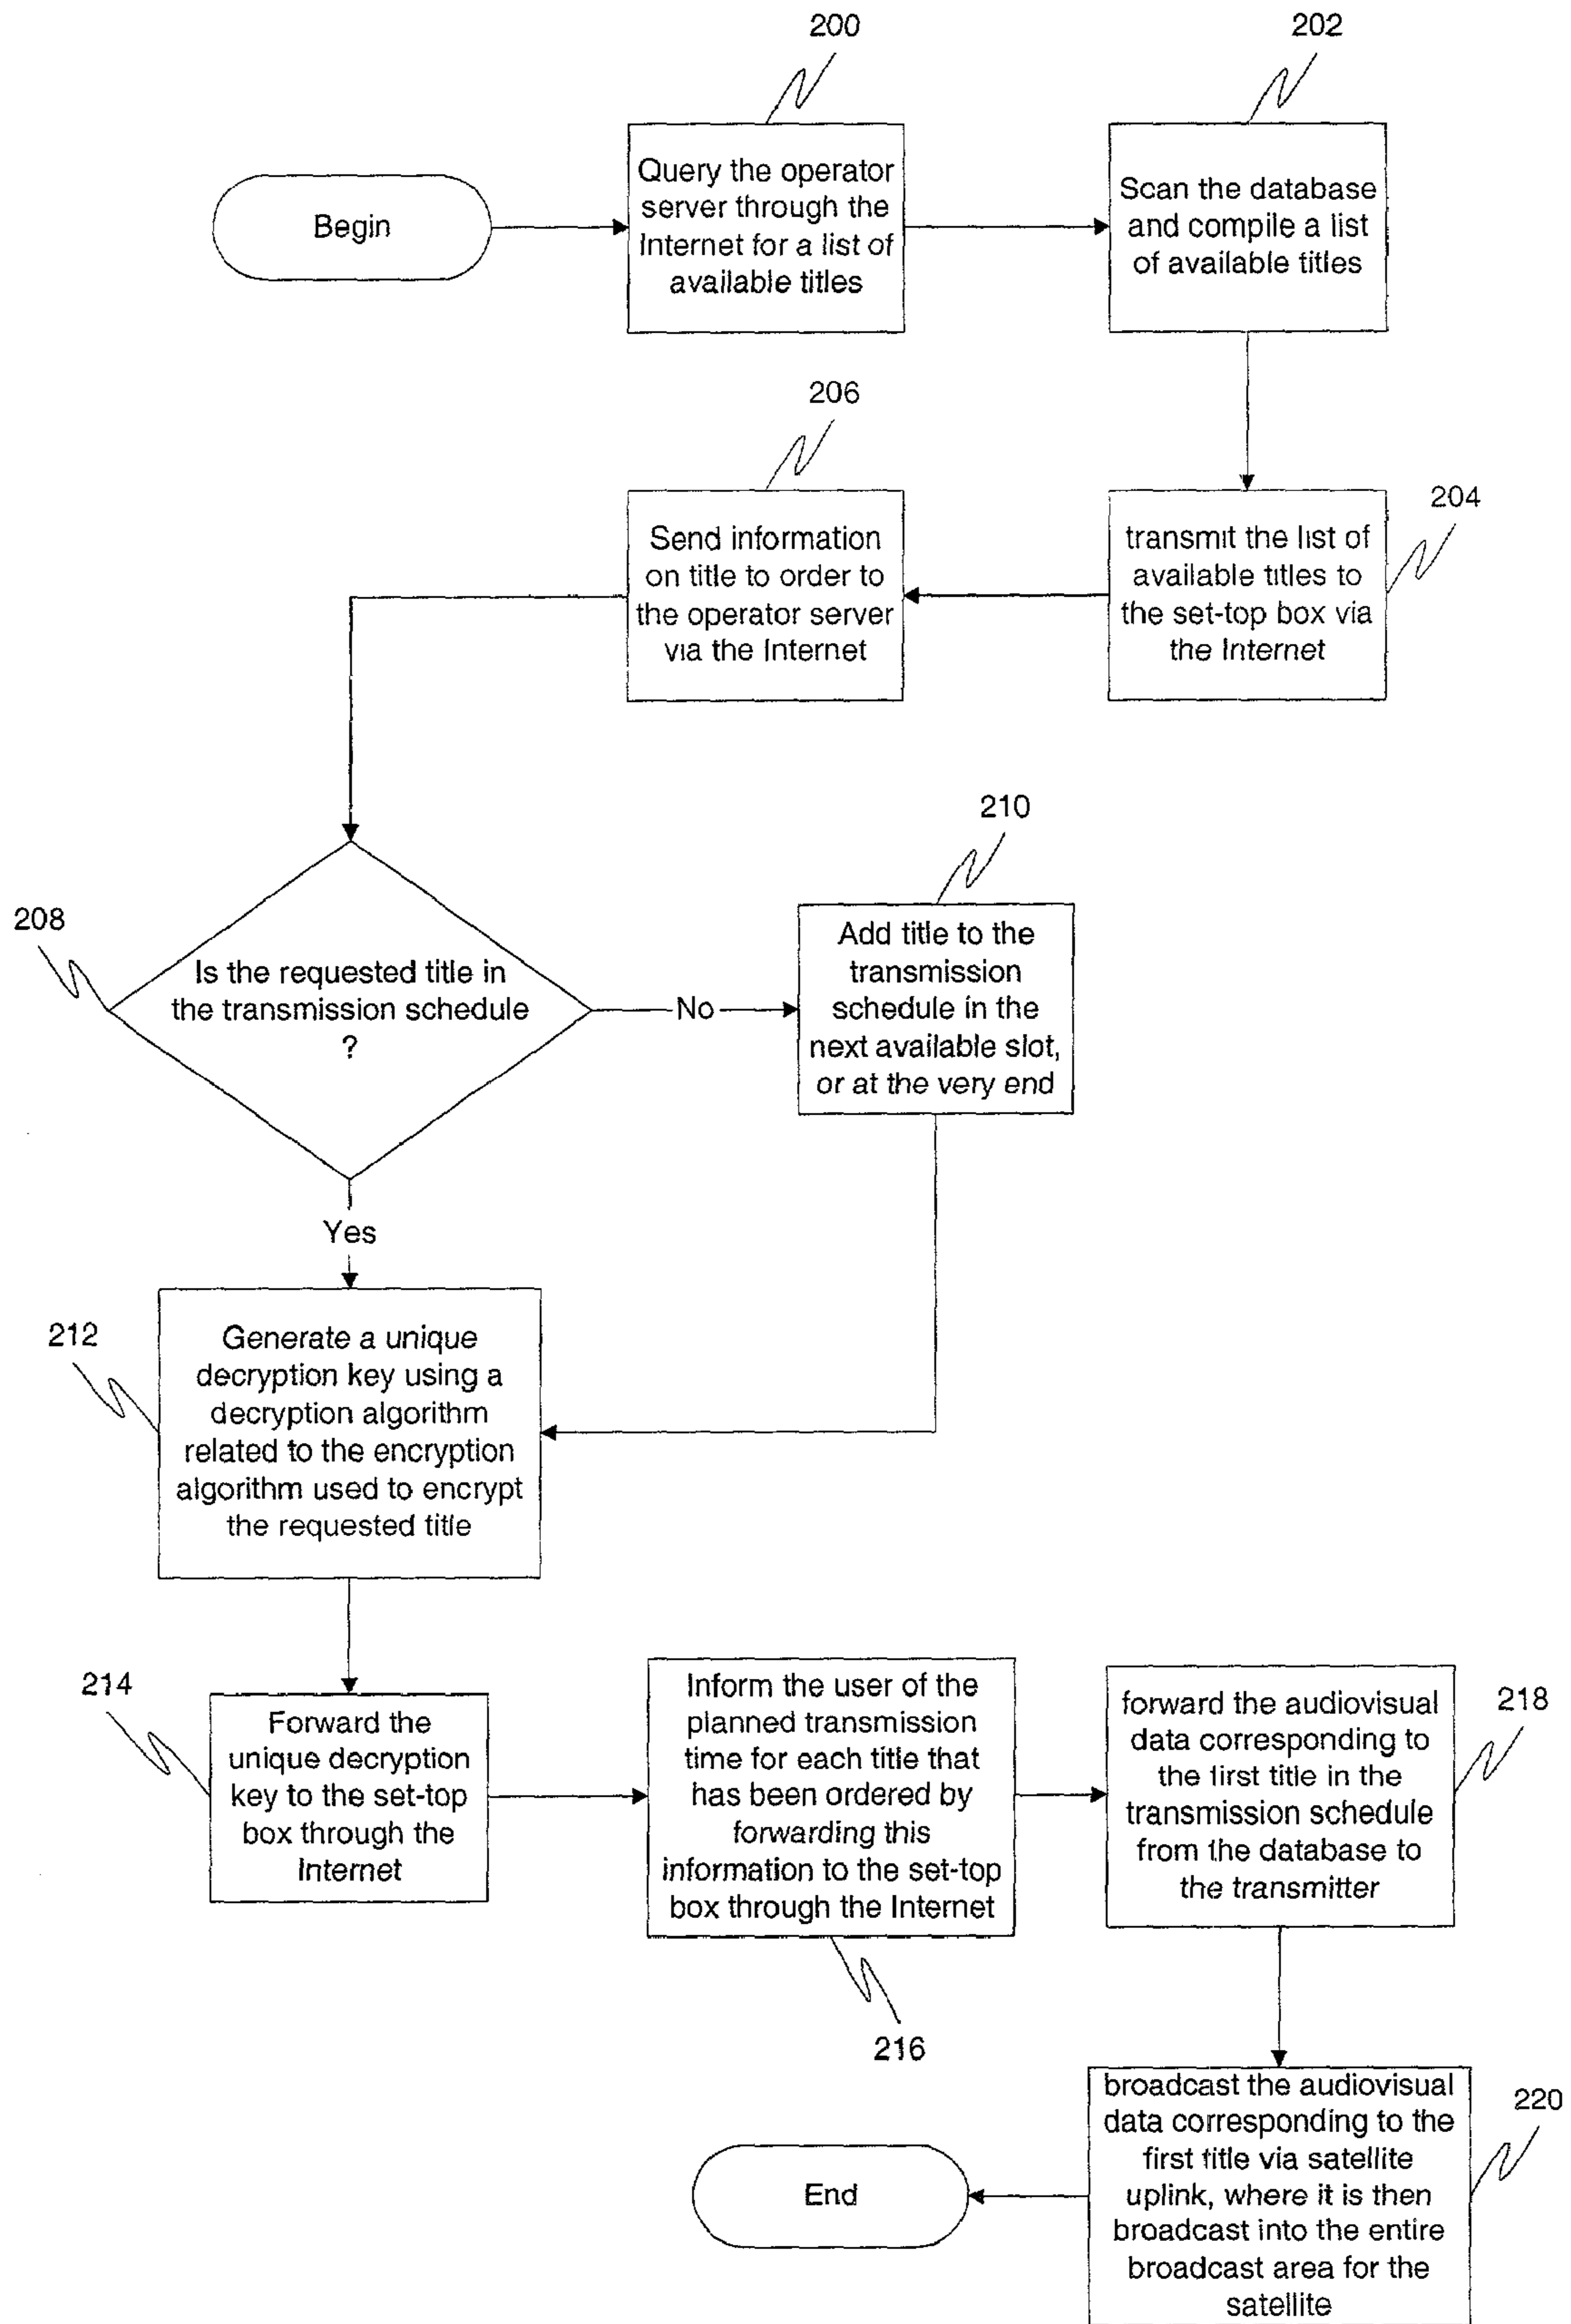 200
202
Begin
Query the operator
server through the
Internet for a list of
available titles
Scan the database
and compile a list
of available titles
206
204
Send information
on title to order to
the operator server
via the Internet
transmit the list of
available titles to
the set-top box via
the Internet
210
208
Is the requested title in
the transmission schedule
?
No
Add title to the
transmission
schedule in the
next available slot,
or at the very end
Yes
212
Generate a unique
decryption key using a
decryption algorithm
related to the encryption
algorithm used to encrypt
the requested title
214
Forward the
unique decryption
key to the set-top
box through the
Internet
Inform the user of the
planned transmission
time for each title that
has been ordered by
forwarding this
information to the set-top
box through the Internet
216
forward the audiovisual
data corresponding to
the first title in the
transmission schedule
from the database to
the transmitter
218
broadcast the audiovisual
data corresponding to the
first title via satellite
uplink, where it is then
broadcast into the entire
broadcast area for the
satellite
220
End